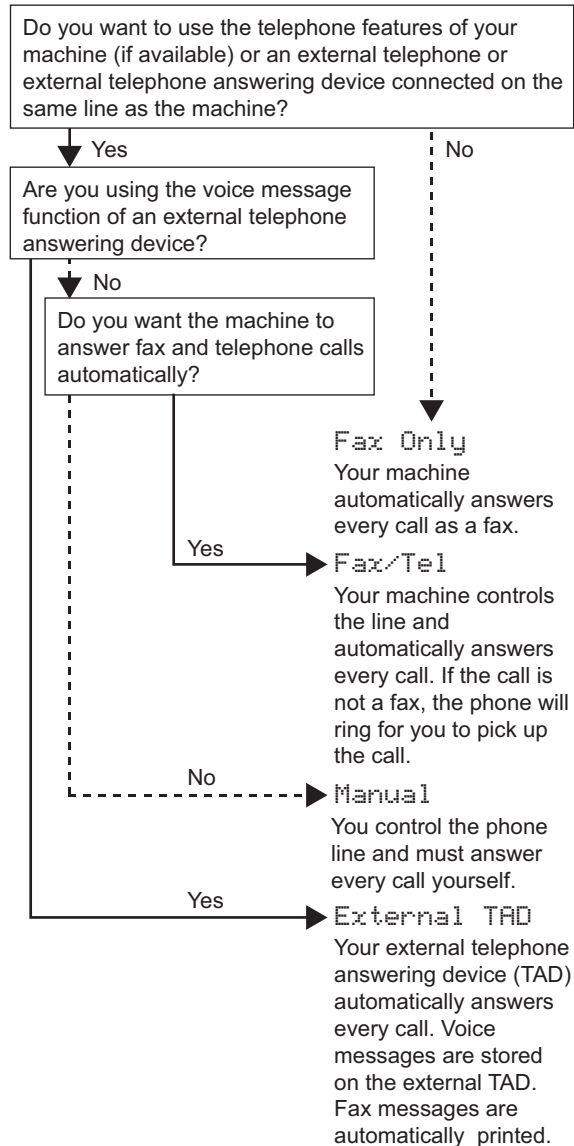 Do you want to use the telephone features of your
machine (if available) or an external telephone or
external telephone answering device connected on the
same line as the machine?
Yes
No
Are you using the voice message
function of an external telephone
answering device?
No
Do you want the machine to
answer fax and telephone calls
automatically?
Fax Only
Your machine
automatically answers
every call as a fax.
Yes
Fax/Tel
Your machine controls
the line and
automatically answers
every call. If the call is
not a fax, the phone will
ring for you to pick up
the call.
No
Manual
You control the phone
line and must answer
every call yourself.
Yes
External TAD
Your external telephone
answering device (TAD)
automatically answers
every call. Voice
messages are stored
on the external TAD.
Fax messages are
automatically printed.